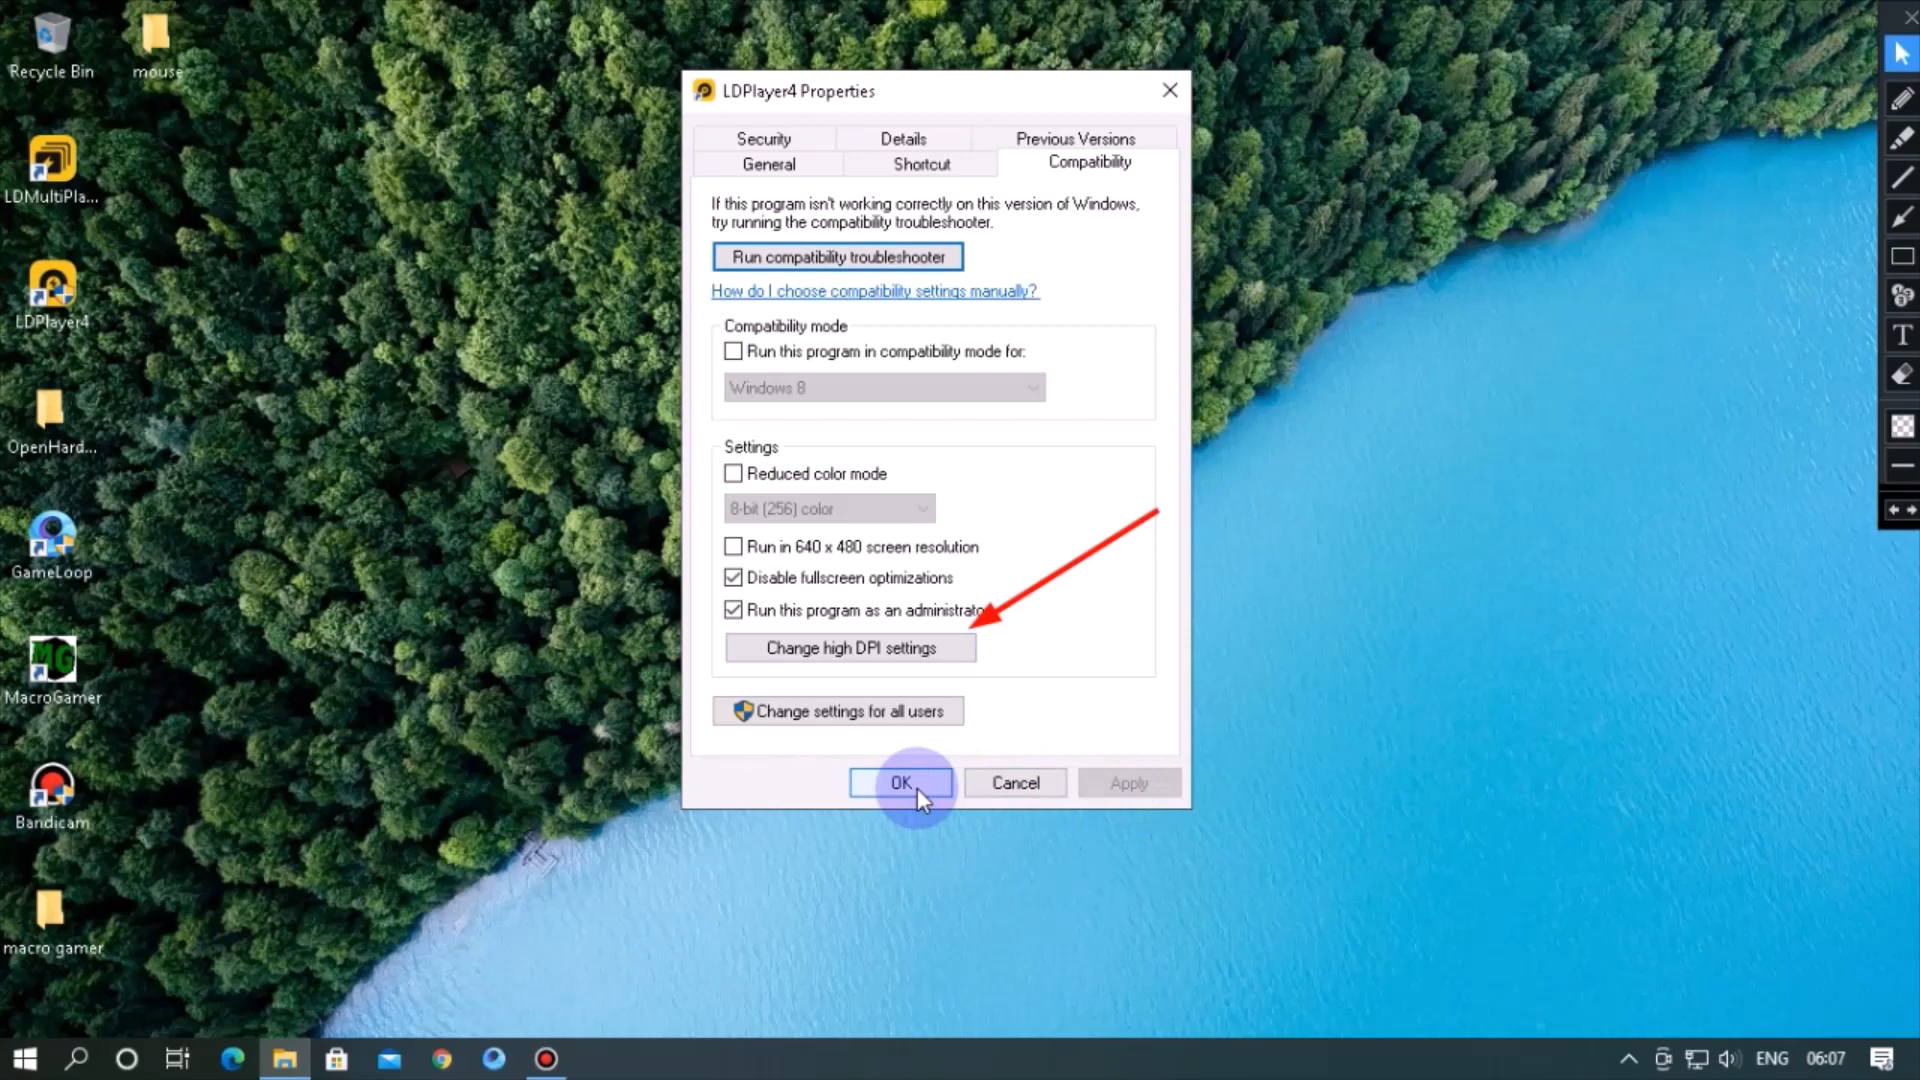 Recycle Bin
mouse
LDMultiPla...
LDPlayer4
OpenHard...
GameLoop
MG
MacroGamer
Bandicam
macro gamer
LDPlayer4 Properties
Security
Details
Previous Versions
General
Shortcut
Compatibility
If this program isn't working correctly on this version of Windows,
try running the compatibility troubleshooter.
Run compatibility troubleshooter
How do I choose compatibility settings manually?
Compatibility mode
Run this program in compatibility mode for:
Windows 8
Settings
Reduced color mode
8-bit (256) color
Run in 640 x 480 screen resolution
Disable fullscreen optimizations
Run this program as an administrato
Change high DPI settings
Change settings for all users
OK
Cancel
Apply
T
ENG
06:07